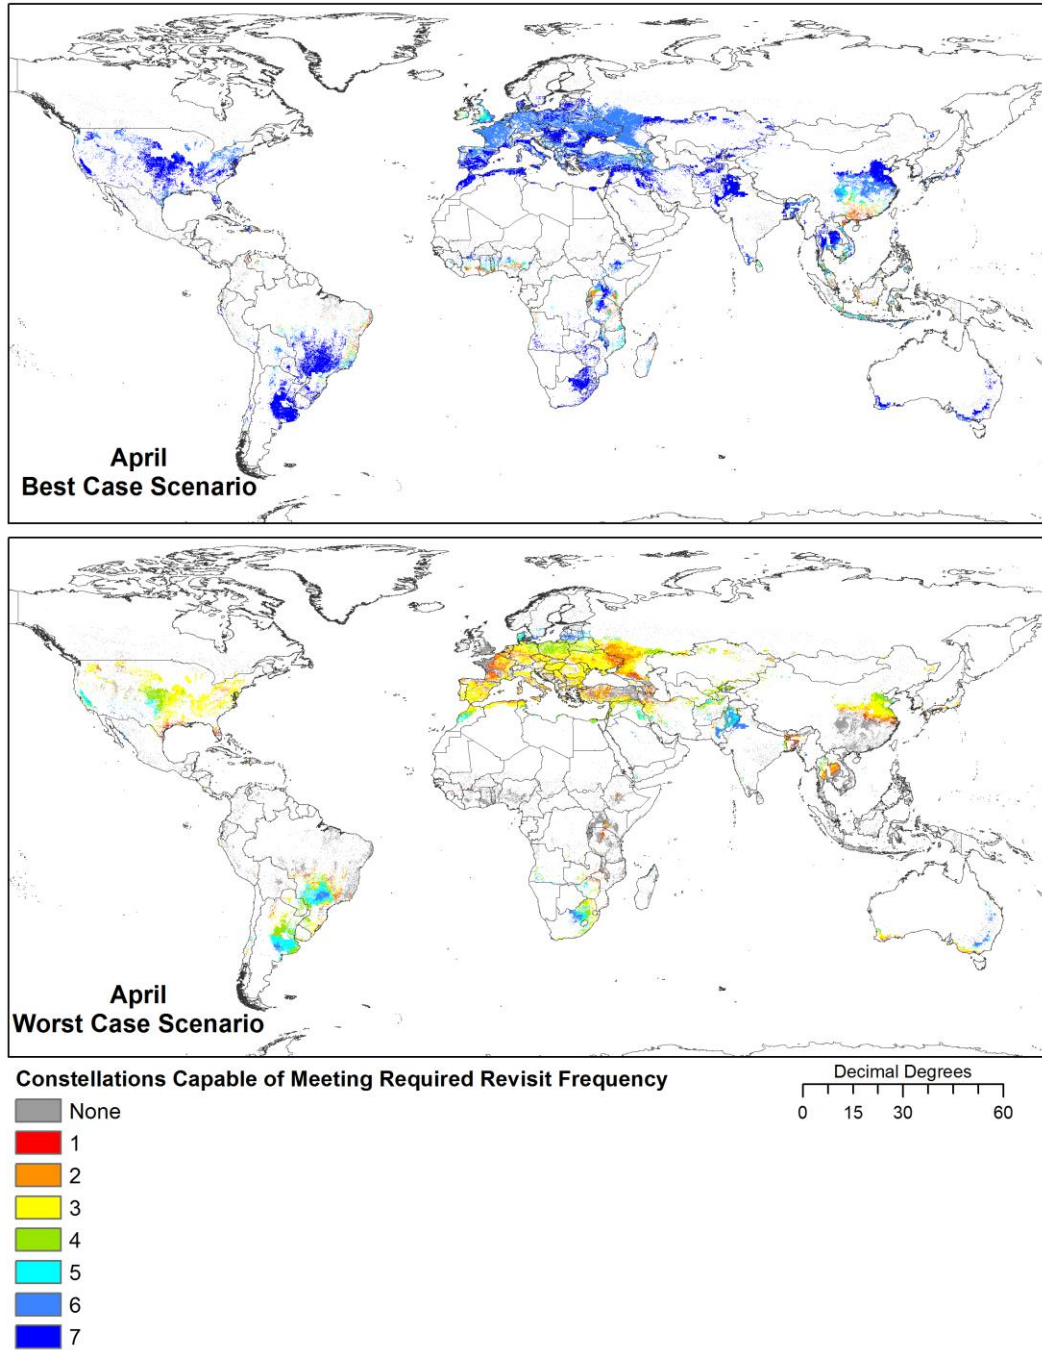 April
Best Case Scenario
April
Worst Case Scenario
Constellations Capable of Meeting Required Revisit Frequency
None
1
2
3
4
5
6
7
Decimal Degrees
0 15 30 60